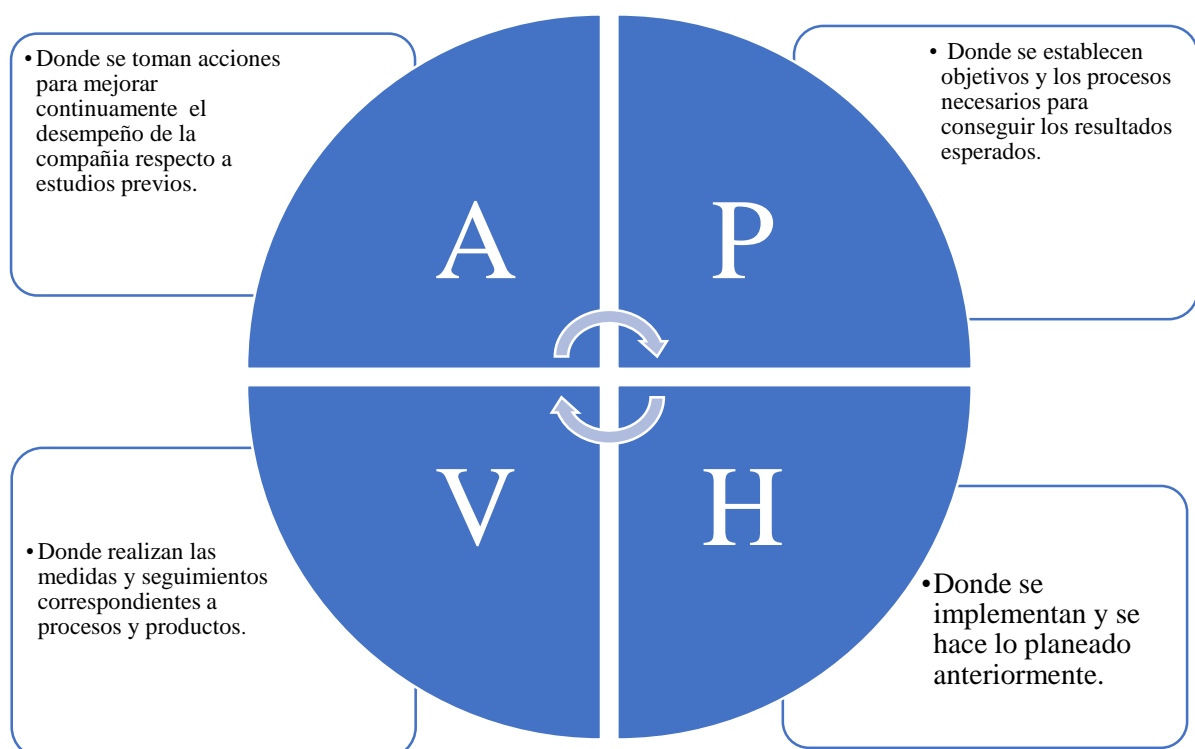 • Donde se toman acciones
para mejorar
continuamente el
desempeño de la
compañia respecto a
estudios previos.
A
P
• Donde se establecen
objetivos y los procesos
necesarios para
conseguir los resultados
esperados.
• Donde realizan las
medidas y seguimientos
correspondientes a
procesos y productos.
V
H
• Donde se
implementan y se
hace lo planeado
anteriormente.